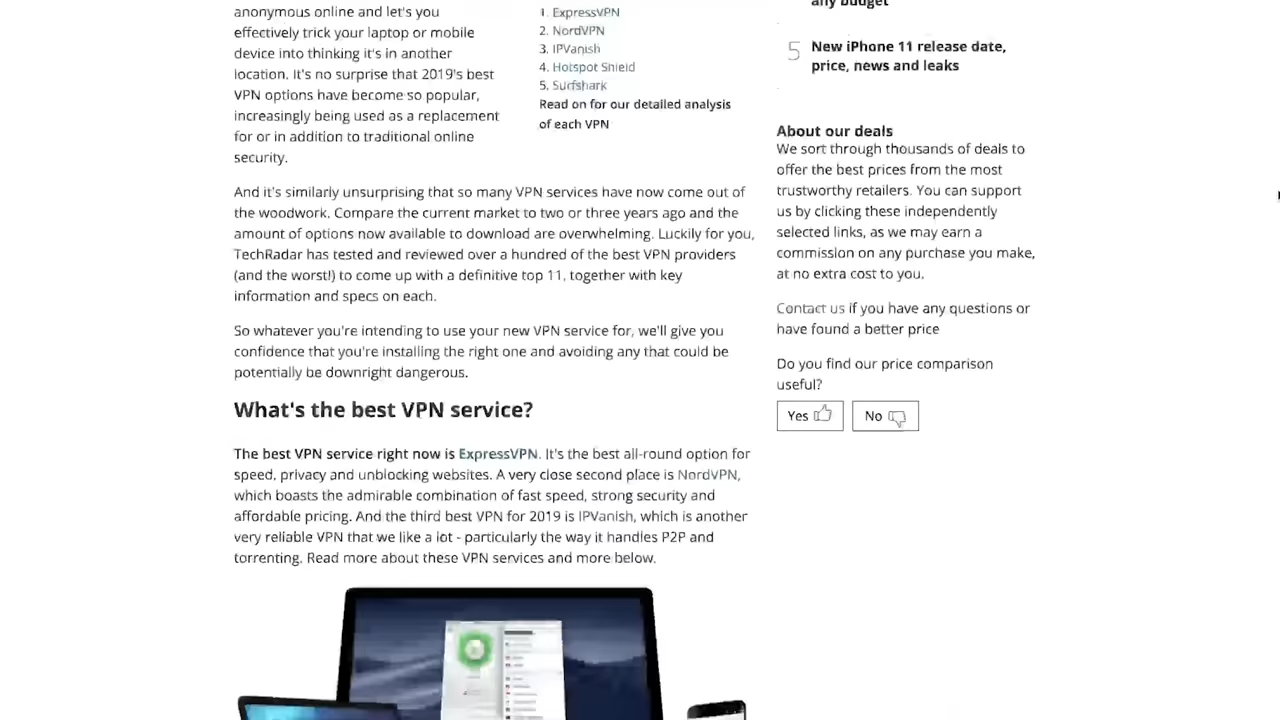 anonymous online and let's you
effectively trick your laptop or mobile
device into thinking it's in another
location. It's no surprise that 2019's best
VPN options have become so popular,
increasingly being used as a replacement
for or in addition to traditional online
security.
1. ExpressVPN
2. NordVPN
3. IPVanish
4. Hotspot Shield
5. Surfshark
Read on for our detailed analysis
of each VPN
And it's similarly unsurprising that so many VPN services have now come out of
the woodwork. Compare the current market to two or three years ago and the
amount of options now available to download are overwhelming. Luckily for you,
TechRadar has tested and reviewed over a hundred of the best VPN providers
(and the worst!) to come up with a definitive top 11, together with key
information and specs on each.
So whatever you're intending to use your new VPN service for, we'll give you
confidence that you're installing the right one and avoiding any that could be
potentially be downright dangerous.
What's the best VPN service?
The best VPN service right now is ExpressVPN. It's the best all-round option for
speed, privacy and unblocking websites. A very close second place is NordVPN,
which boasts the admirable combination of fast speed, strong security and
affordable pricing. And the third best VPN for 2019 is IPVanish, which is another
very reliable VPN that we like a lot - particularly the way it handles P2P and
torrenting. Read more about these VPN services and more below.
any budget
5 New iPhone 11 release date,
price, news and leaks
About our deals
We sort through thousands of deals to
offer the best prices from the most
trustworthy retailers. You can support
us by clicking these independently
selected links, as we may earn a
commission on any purchase you make,
at no extra cost to you.
Contact us if you have any questions or
have found a better price
Do you find our price comparison
useful?
Yes No